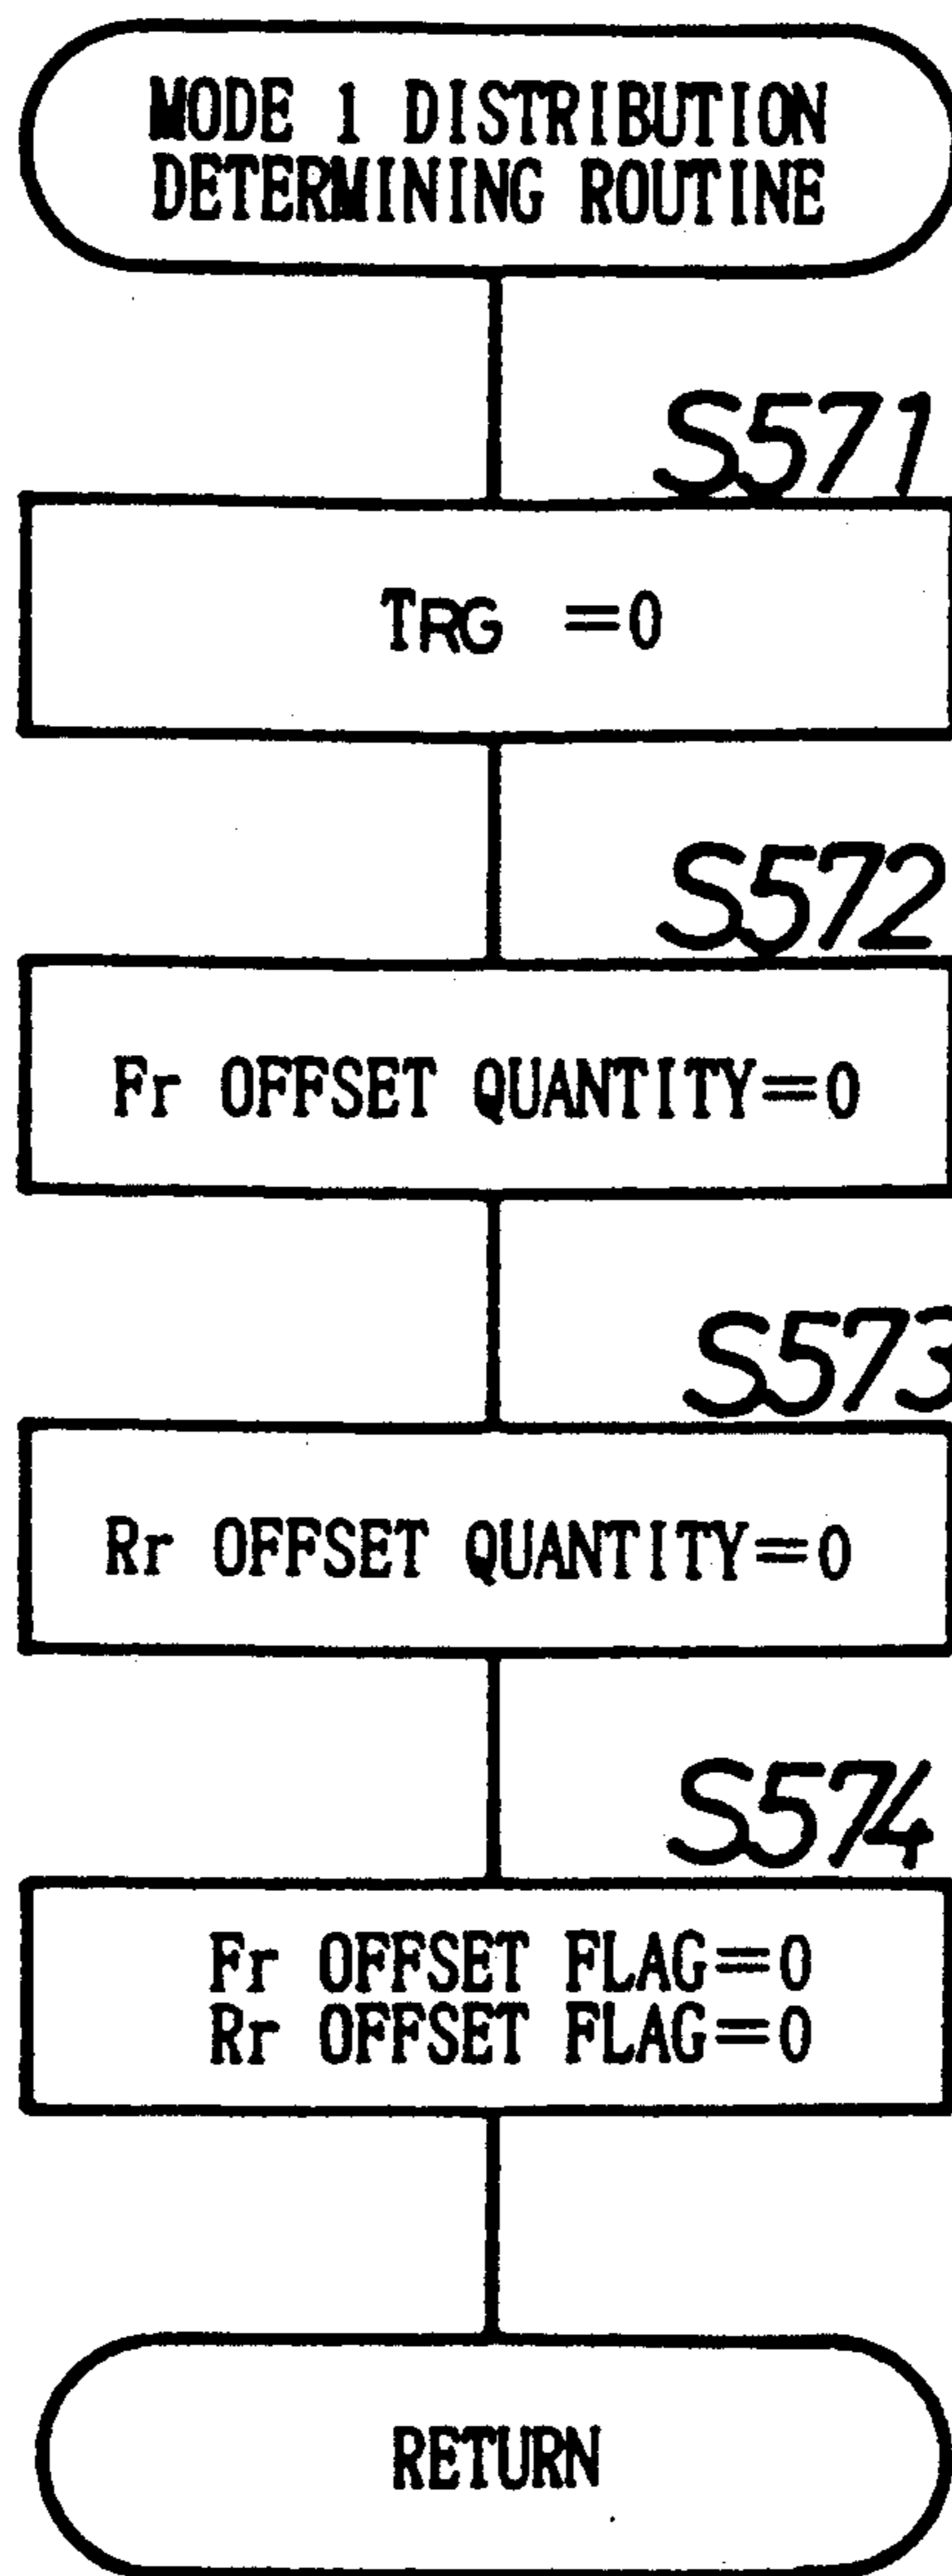 MODE 1 DISTRIBUTION
DETERMINING ROUTINE
S571
TRG =0
S572
Fr OFFSET QUANTITY=0
S573
Rr OFFSET QUANTITY=0
S574
Fr OFFSET FLAG=0
Rr OFFSET FLAG=0
RETURN